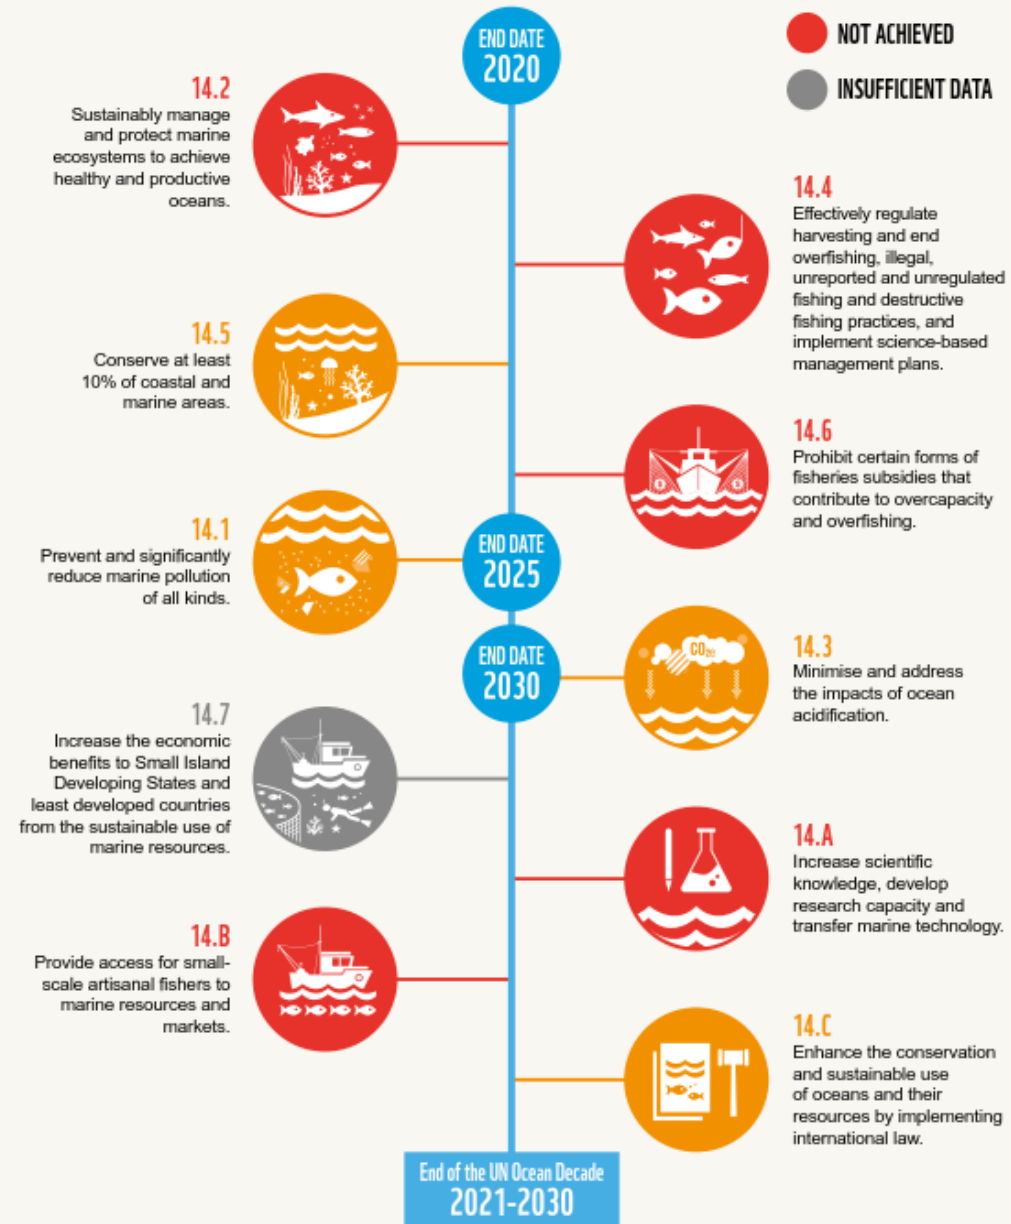 END DATE
2020
NOT ACHIEVED
INSUFFICIENT DATA
14.2
Sustainably manage
and protect marine
ecosystems to achieve
healthy and productive
oceans.
14.4
Effectively regulate
harvesting and end
overfishing, illegal,
unreported and unregulated
fishing and destructive
fishing practices, and
implement science-based
management plans.
14.5
Conserve at least
10% of coastal and
marine areas.
14.6
Prohibit certain forms of
fisheries subsidies that
contribute to overcapacity
and overfishing.
14.1
Prevent and significantly
reduce marine pollution
of all kinds.
END DATE
2025
END DATE
2030
CO₂
14.3
Minimise and address
the impacts of ocean
acidification.
14.7
Increase the economic
benefits to Small Island
Developing States and
least developed countries
from the sustainable use of
marine resources.
14.A
Increase scientific
knowledge, develop
research capacity and
transfer marine technology.
14.B
Provide access for small-
scale artisanal fishers to
marine resources and
markets.
14.C
Enhance the conservation
and sustainable use
of oceans and their
resources by implementing
international law.
End of the UN Ocean Decade
2021-2030